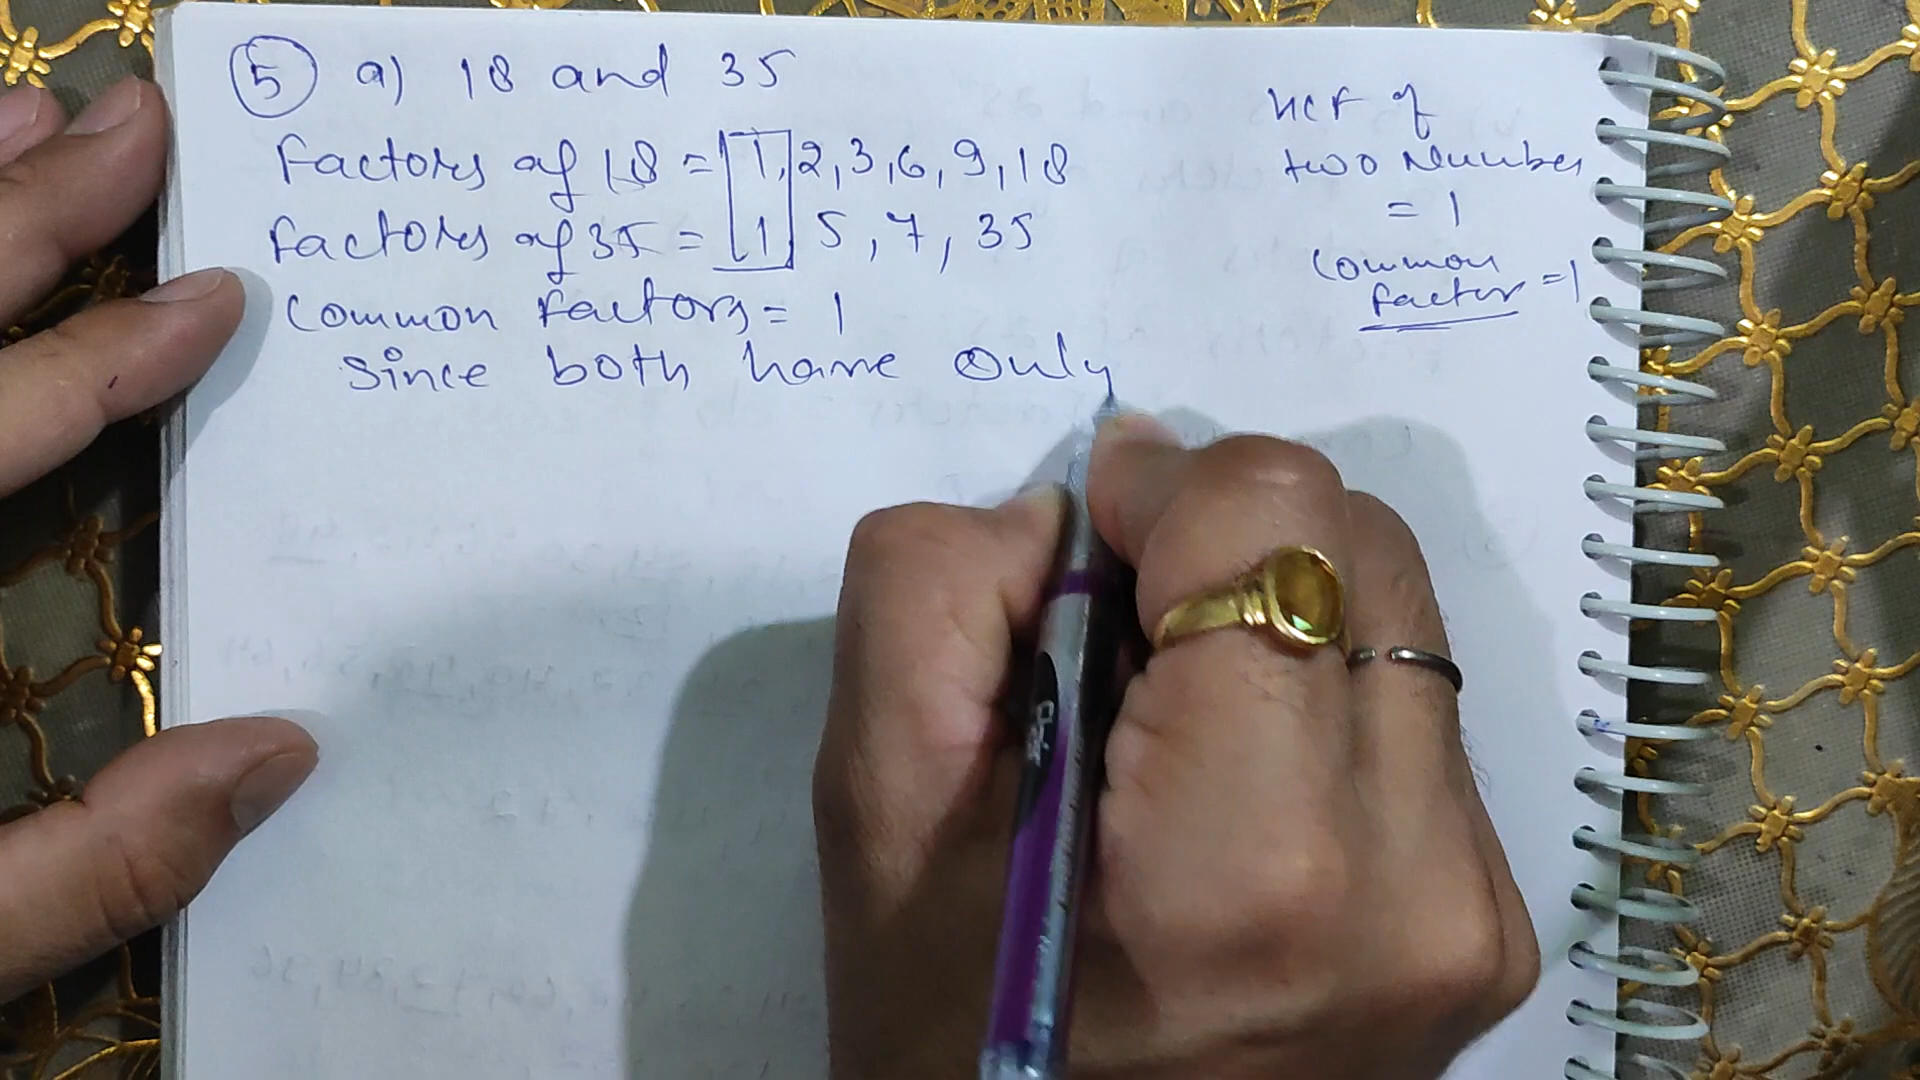 5 a) 18 and 35
Factors of 18 = 1, 2, 3, 6, 9, 18
Factors of 35 = 1, 5, 7, 35
Common Factors = 1
Since both have only
HCF of
two Number
= 1
Common
factor = 1